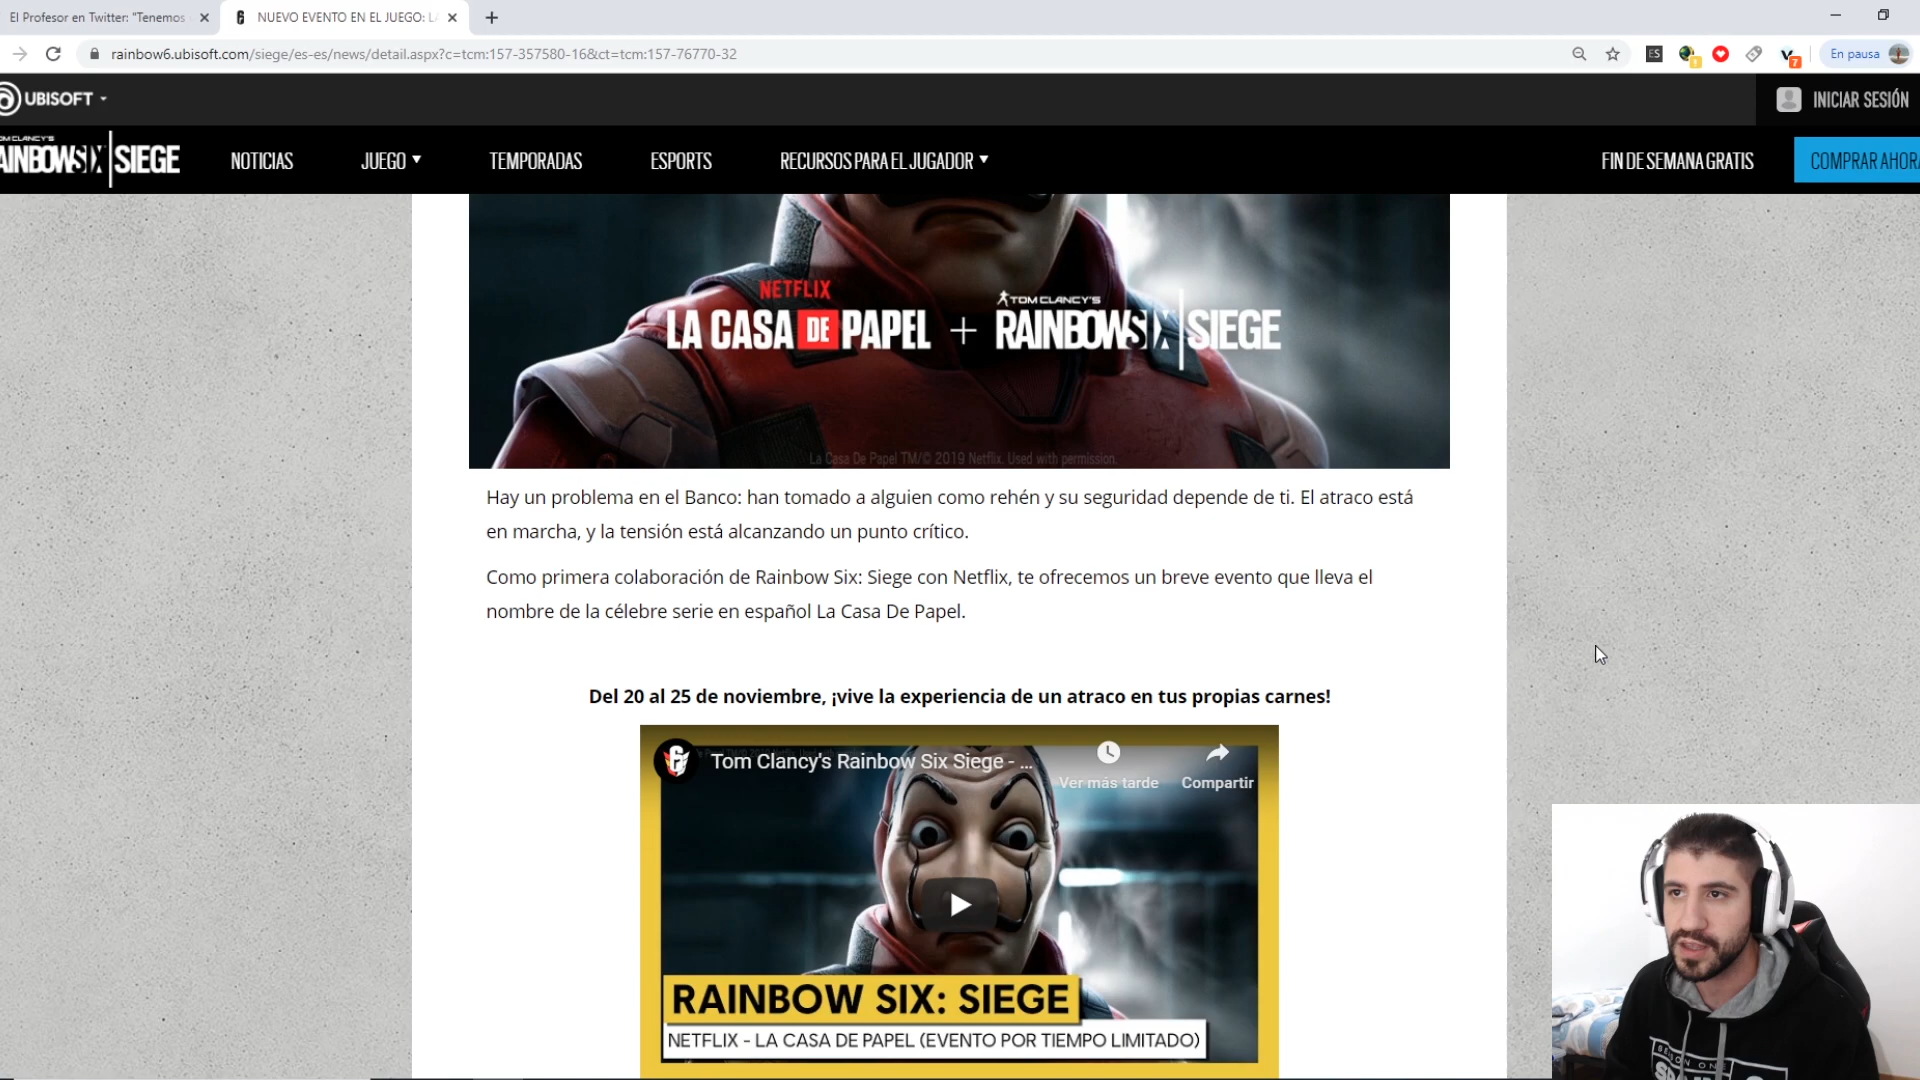 El Profesor en Twitter: "Tenemos
NUEVO EVENTO EN EL JUEGO: LA
rainbow6.ubisoft.com/siege/es-es/news/detail.aspx?c=tcm:157-357580-16&ct=tcm:157-76770-32
ES
7
En pausa
UBISOFT
INICIAR SESIÓN
TOM CLANCY'S
RAINBOWSIX SIEGE
NOTICIAS
JUEGO
TEMPORADAS
ESPORTS
RECURSOS PARA EL JUGADOR
FIN DE SEMANA GRATIS
COMPRAR AHORA
NETFLIX
LA CASA DE PAPEL + TOM CLANCY'S RAINBOWSIX SIEGE
La Casa De Papel TM/© 2019 Netflix. Used with permission.
Hay un problema en el Banco: han tomado a alguien como rehén y su seguridad depende de ti. El atraco está
en marcha, y la tensión está alcanzando un punto crítico.
Como primera colaboración de Rainbow Six: Siege con Netflix, te ofrecemos un breve evento que lleva el
nombre de la célebre serie en español La Casa De Papel.
Del 20 al 25 de noviembre, ¡vive la experiencia de un atraco en tus propias carnes!
Tom Clancy's Rainbow Six Siege - ...
Ver más tarde
Compartir
RAINBOW SIX: SIEGE
NETFLIX - LA CASA DE PAPEL (EVENTO POR TIEMPO LIMITADO)